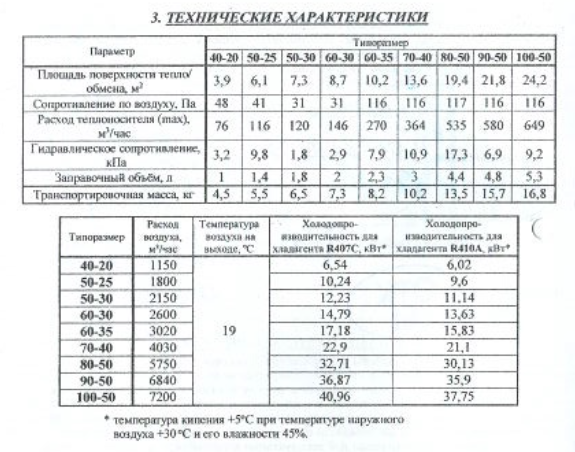 3. ТЕХНИЧЕСКИЕ ХАРАКТЕРИСТИКИ
Параметр Типоразмер
40-20 50-25 50-30 60-30 60-35 70-40 80-50 90-50 100-50
Площадь поверхности тепло/
обмена, м² 3,9 6,1 7,3 8,7 10,2 13,6 19,4 21,8 24,2
Сопротивление по воздуху, Па 48 41 31 31 116 116 117 116 116
Расход теплоносителя (max),
м³/час 76 116 120 146 270 364 535 580 649
Гидравлическое сопротивление,
кПа 3,2 9,8 1,8 2,9 7,9 10,9 17,3 6,9 9,2
Заправочный объём, л 1 1,4 1,8 2 2,3 3 4,4 4,8 5,3
Транспортировочная масса, кг 4,5 5,5 6,5 7,3 8,2 10,2 13,5 15,7 16,8
Типоразмер Расход Температура Холодопро- Холодопро-
воздуха, воздуха на изводительность для изводительность для
м³/час выходе, °С хладагента R407C, кВт* хладагента R410A, кВт*
40-20 1150 6,54 6,02
50-25 1800 10,24 9,6
50-30 2150 12,23 11,14
60-30 2600 14,79 13,63
60-35 3020 19 17,18 15,83
70-40 4030 22,9 21,1
80-50 5750 32,71 30,13
90-50 6840 36,87 35,9
100-50 7200 40,96 37,75
* температура кипения +5°С при температуре наружного
воздуха +30°С и его влажности 45%.